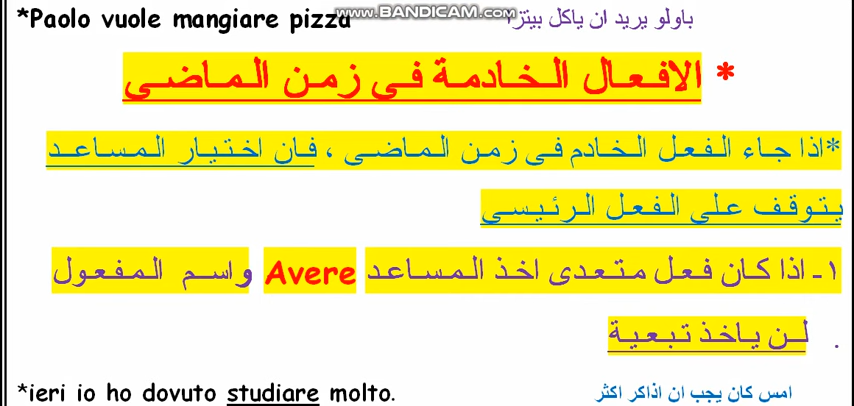 *Paolo vuole mangiare pizza باولو يريد ان ياكل بيتزا
www.BANDICAM.com
* الافعال الخادمة فى زمن الماضى
*اذا جاء الفعل الخادم فى زمن الماضى ، فان اختيار المساعد
يتوقف على الفعل الرئيسي
١- اذا كان فعل متعدى اخذ المساعد Avere واسم المفعول
. لن ياخذ تبعية .
*ieri io ho dovuto studiare molto. امس كان يجب ان اذاكر اكثر